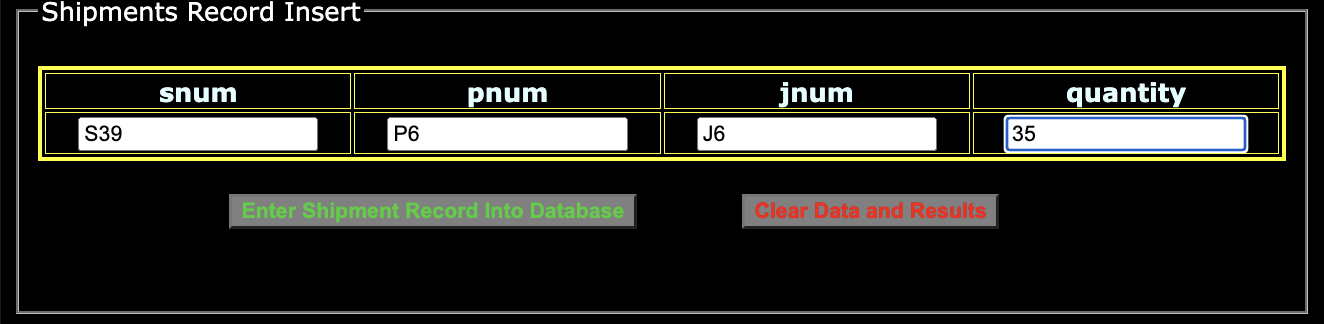 Shipments Record Insert
snum pnum jnum quantity
S39 P6 J6 35
Enter Shipment Record Into Database Clear Data and Results